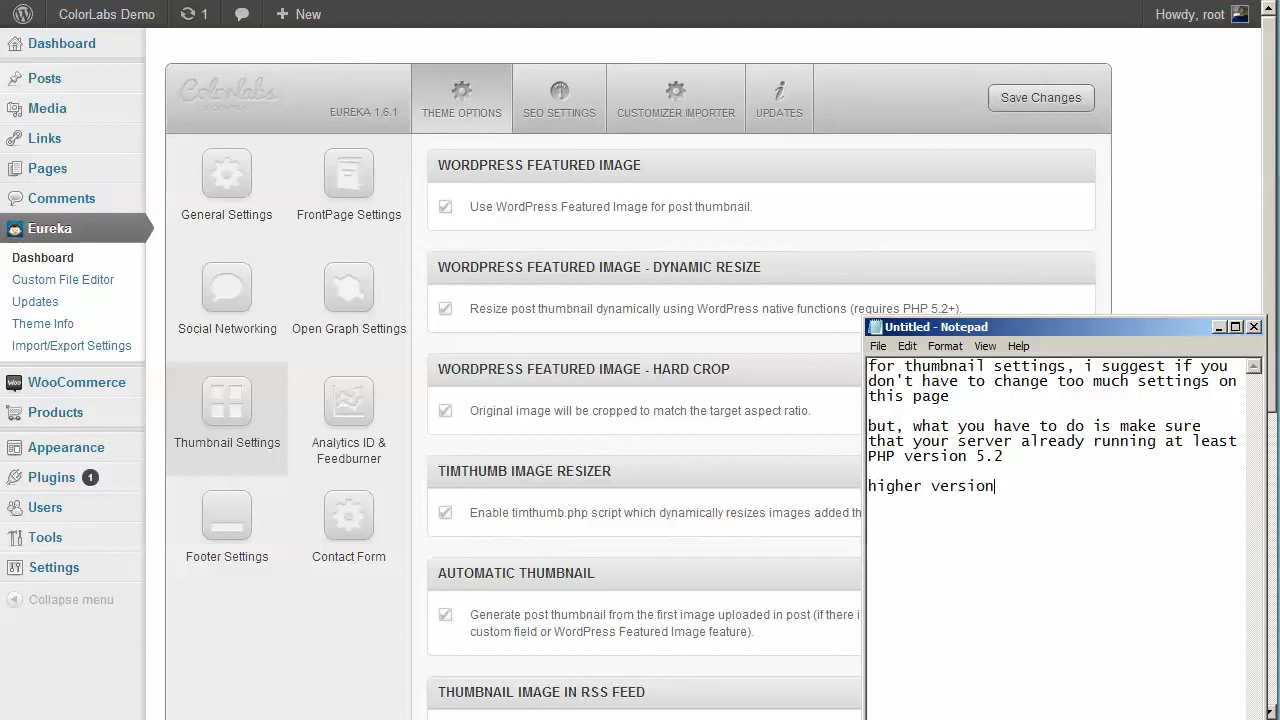 ColorLabs Demo
1
New
Howdy, root
Dashboard
Posts
Media
Links
Pages
Comments
Eureka
Dashboard
Custom File Editor
Updates
Theme Info
Import/Export Settings
WooCommerce
Products
Appearance
Plugins 1
Users
Tools
Settings
Collapse menu
Colorlabs
EUREKA 1.6.1
THEME OPTIONS
SEO SETTINGS
CUSTOMIZER IMPORTER
UPDATES
Save Changes
General Settings
FrontPage Settings
Social Networking
Open Graph Settings
Thumbnail Settings
Analytics ID &
Feedburner
Footer Settings
Contact Form
WORDPRESS FEATURED IMAGE
Use WordPress Featured Image for post thumbnail.
WORDPRESS FEATURED IMAGE - DYNAMIC RESIZE
Resize post thumbnail dynamically using WordPress native functions (requires PHP 5.2+).
WORDPRESS FEATURED IMAGE - HARD CROP
Original image will be cropped to match the target aspect ratio.
TIMTHUMB IMAGE RESIZER
Enable timthumb.php script which dynamically resizes images added th
AUTOMATIC THUMBNAIL
Generate post thumbnail from the first image uploaded in post (if there i
custom field or WordPress Featured Image feature).
THUMBNAIL IMAGE IN RSS FEED
Untitled - Notepad
File Edit Format View Help
for thumbnail settings, i suggest if you
don't have to change too much settings on
this page
but, what you have to do is make sure
that your server already running at least
PHP version 5.2
higher version